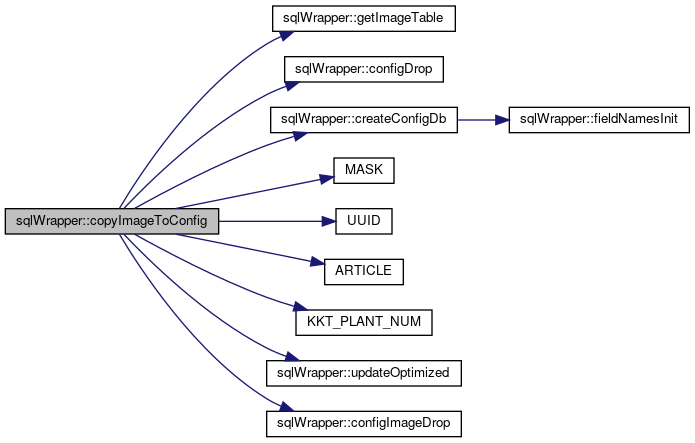 sqlWrapper::getImageTable
sqlWrapper::configDrop
sqlWrapper::createConfigDb
sqlWrapper::fieldNamesInit
MASK
sqlWrapper::copyImageToConfig
UUID
ARTICLE
KKT_PLANT_NUM
sqlWrapper::updateOptimized
sqlWrapper::configImageDrop